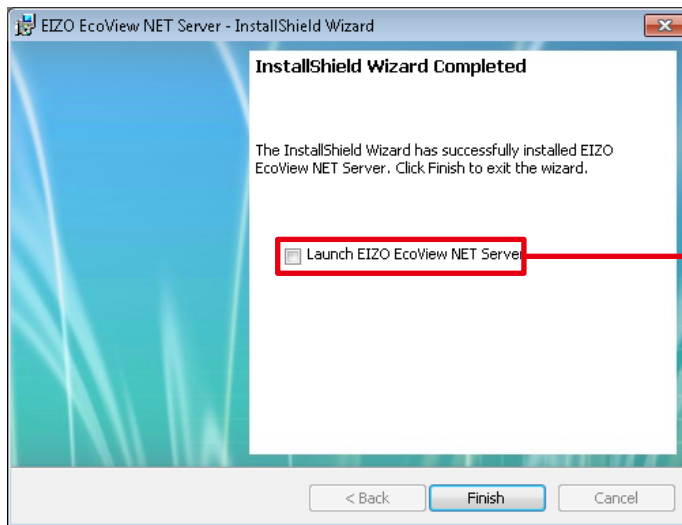 EIZO EcoView NET Server - InstallShield Wizard
InstallShield Wizard Completed
The InstallShield Wizard has successfully installed EIZO
EcoView NET Server. Click Finish to exit the wizard.
Launch EIZO EcoView NET Server
< Back
Finish
Cancel